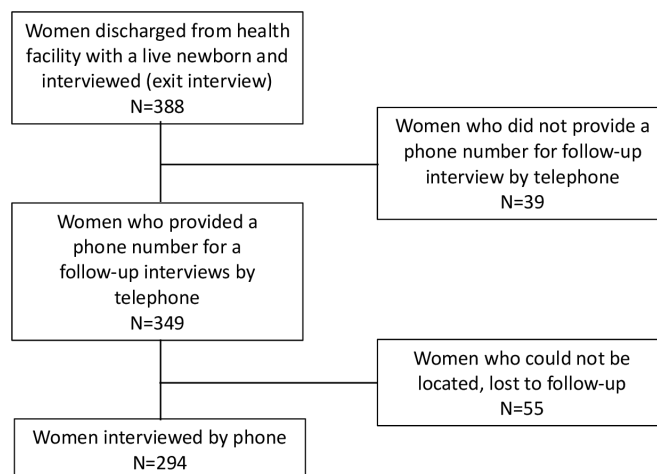 Women discharged from health
facility with a live newborn and
interviewed (exit interview)
N=388
Women who did not provide a
phone number for follow-up
interview by telephone
N=39
Women who provided a
phone number for a
follow-up interviews by
telephone
N=349
Women who could not be
located, lost to follow-up
N=55
Women interviewed by phone
N=294